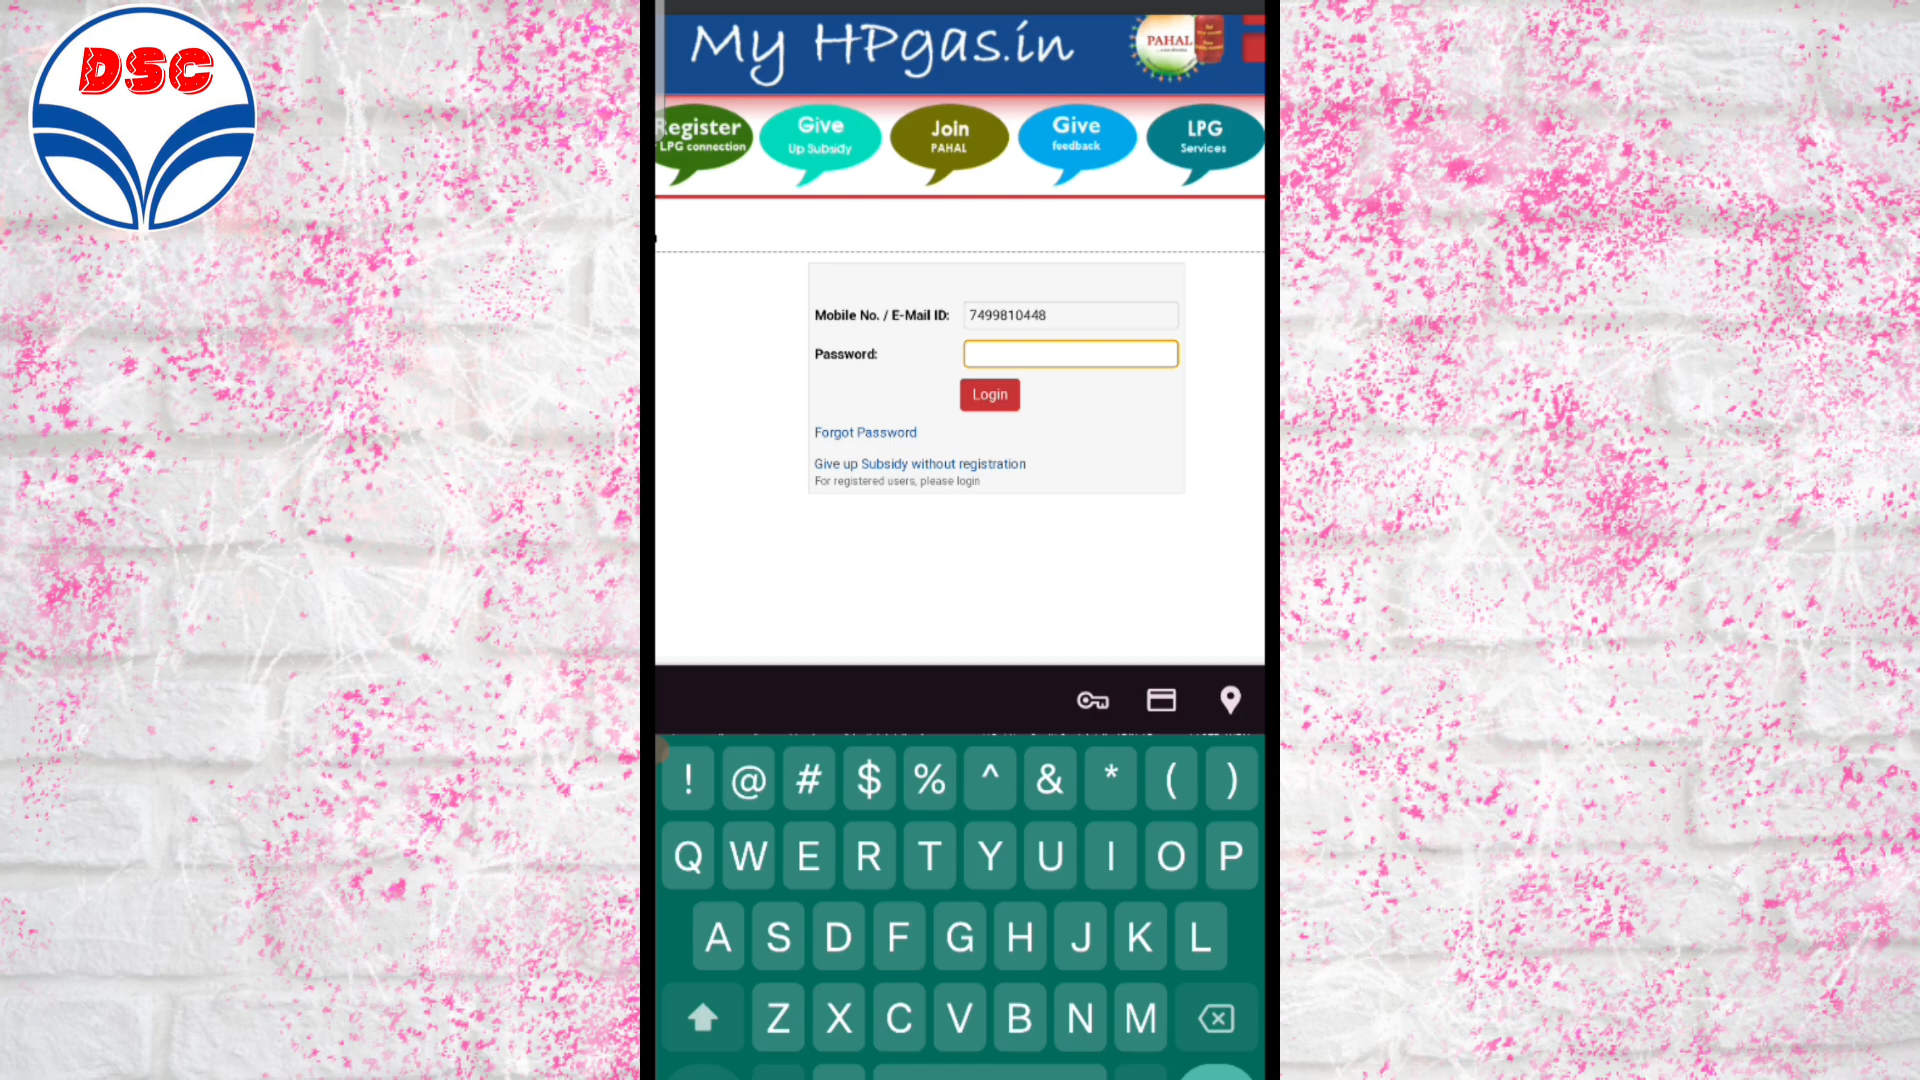 DSC
My HPgas.in
PAHAL
Register
LPG connection
Give
Up Subsidy
Join
PAHAL
Give
feedback
LPG
Services
Mobile No. / E-Mail ID: 7499810448
Password:
Login
Forgot Password
Give up Subsidy without registration
For registered users, please login
! @ # $ % ^ & * ( )
Q W E R T Y U I O P
A S D F G H J K L
Z X C V B N M